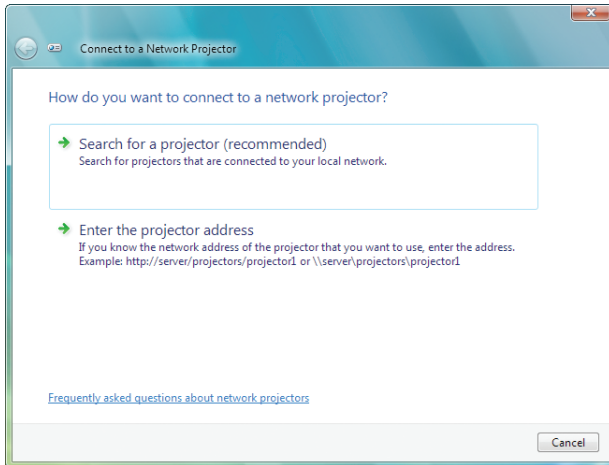 Connect to a Network Projector
How do you want to connect to a network projector?
Search for a projector (recommended)
Search for projectors that are connected to your local network.
Enter the projector address
If you know the network address of the projector that you want to use, enter the address.
Example: http://server/projectors/projector1 or \\server\projectors\projector1
Frequently asked questions about network projectors
Cancel